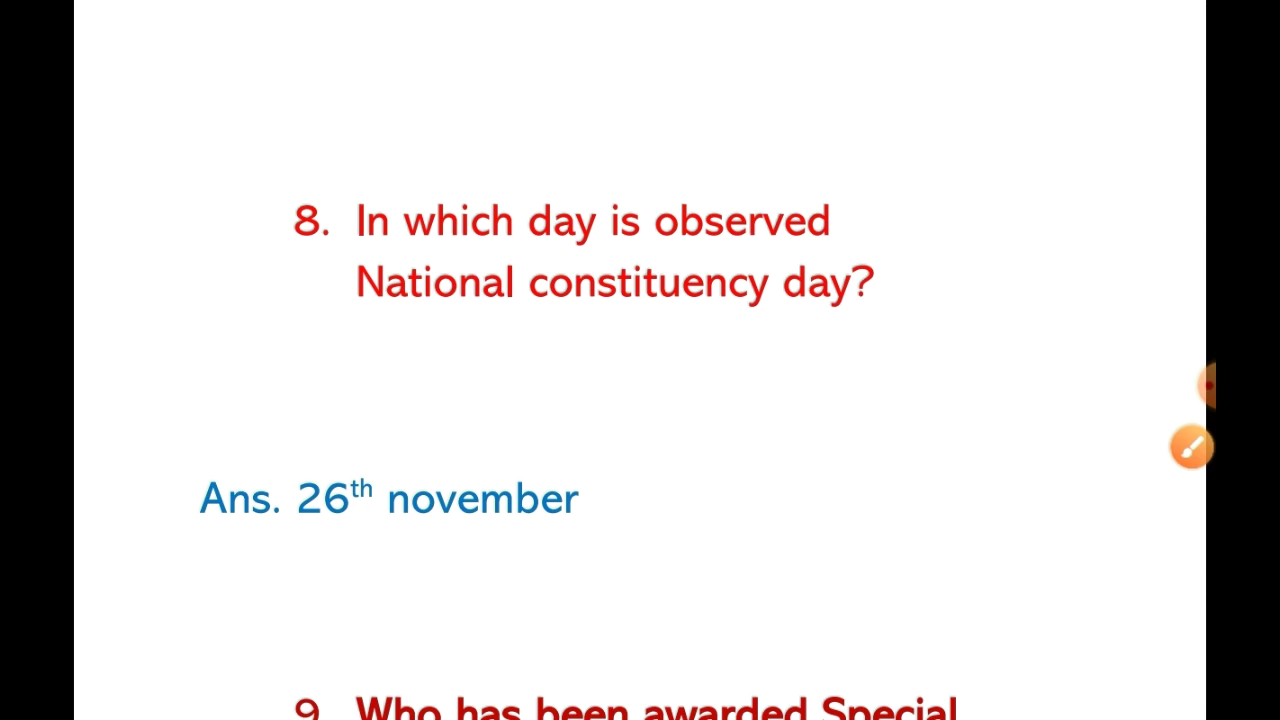 8. In which day is observed
National constituency day?
Ans. 26th november
9. Who has been awarded Special